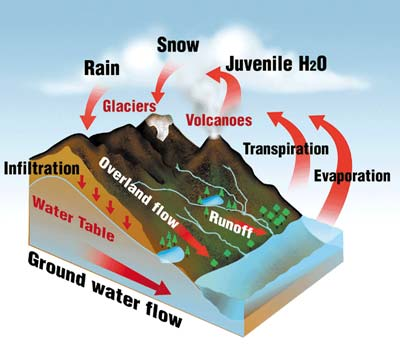 Snow
Rain
Juvenile H2O
Glaciers
Volcanoes
Transpiration
Evaporation
Infiltration
Overland flow
Runoff
Water Table
Ground water flow